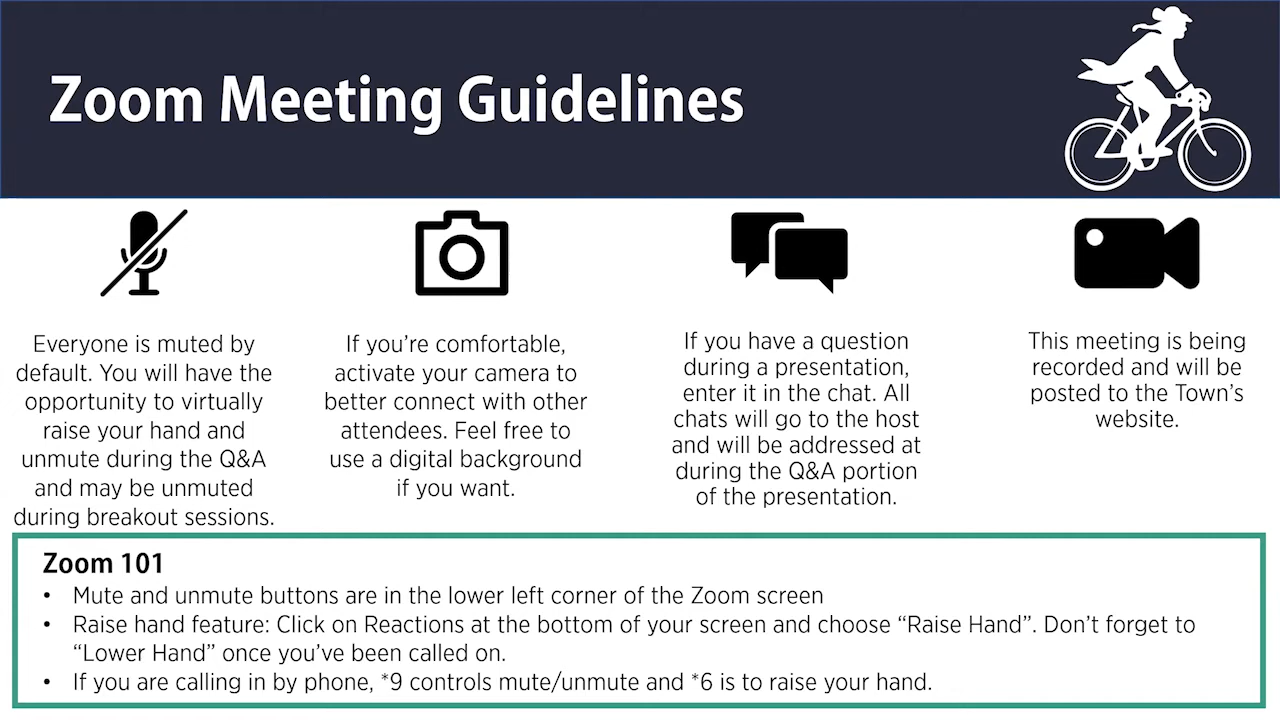 Zoom Meeting Guidelines
Everyone is muted by
default. You will have the
opportunity to virtually
raise your hand and
unmute during the Q&A
and may be unmuted
during breakout sessions.
If you’re comfortable,
activate your camera to
better connect with other
attendees. Feel free to
use a digital background
if you want.
If you have a question
during a presentation,
enter it in the chat. All
chats will go to the host
and will be addressed at
during the Q&A portion
of the presentation.
This meeting is being
recorded and will be
posted to the Town’s
website.
Zoom 101
• Mute and unmute buttons are in the lower left corner of the Zoom screen
• Raise hand feature: Click on Reactions at the bottom of your screen and choose “Raise Hand”. Don’t forget to
“Lower Hand” once you’ve been called on.
• If you are calling in by phone, *9 controls mute/unmute and *6 is to raise your hand.